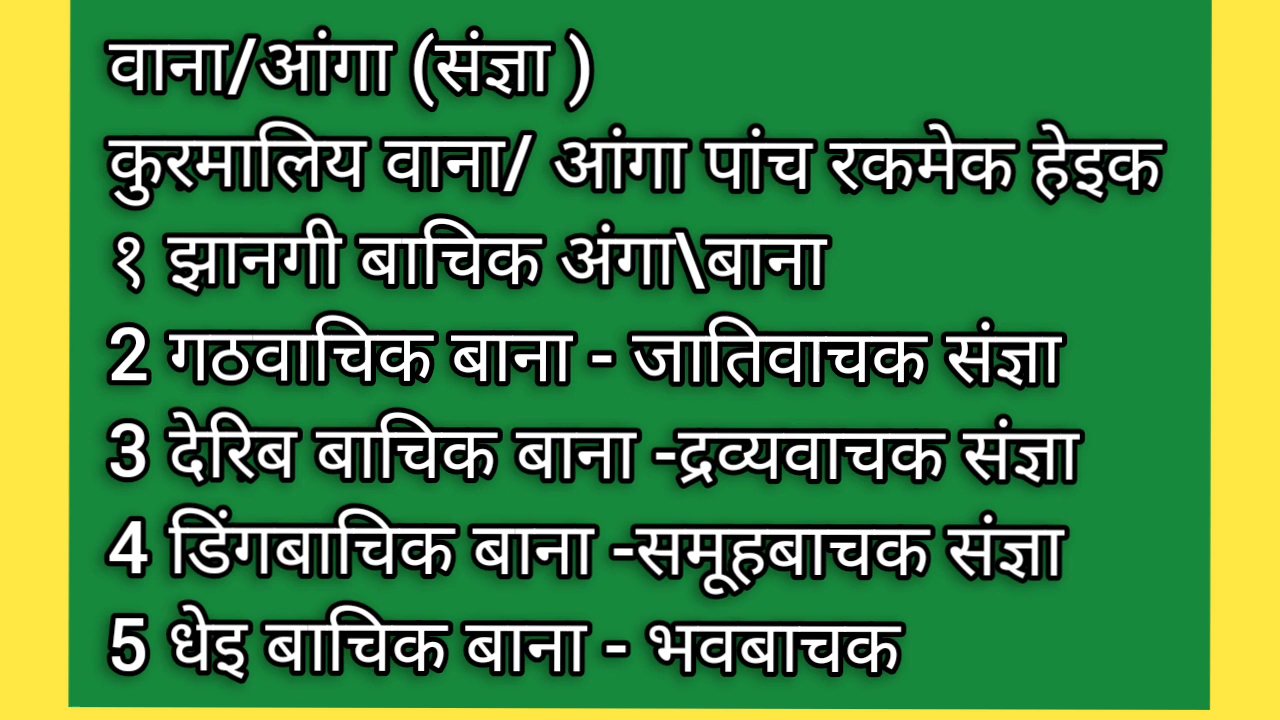 वाना/आंगा (संज्ञा )
कुरमालिय वाना/ आंगा पांच रकमेक हेइक
१ झानगी बाचिक अंगा\बाना
2 गठवाचिक बाना - जातिवाचक संज्ञा
3 देरिब बाचिक बाना -द्रव्यवाचक संज्ञा
4 डिंगबाचिक बाना -समूहबाचक संज्ञा
5 धेइ बाचिक बाना - भवबाचक